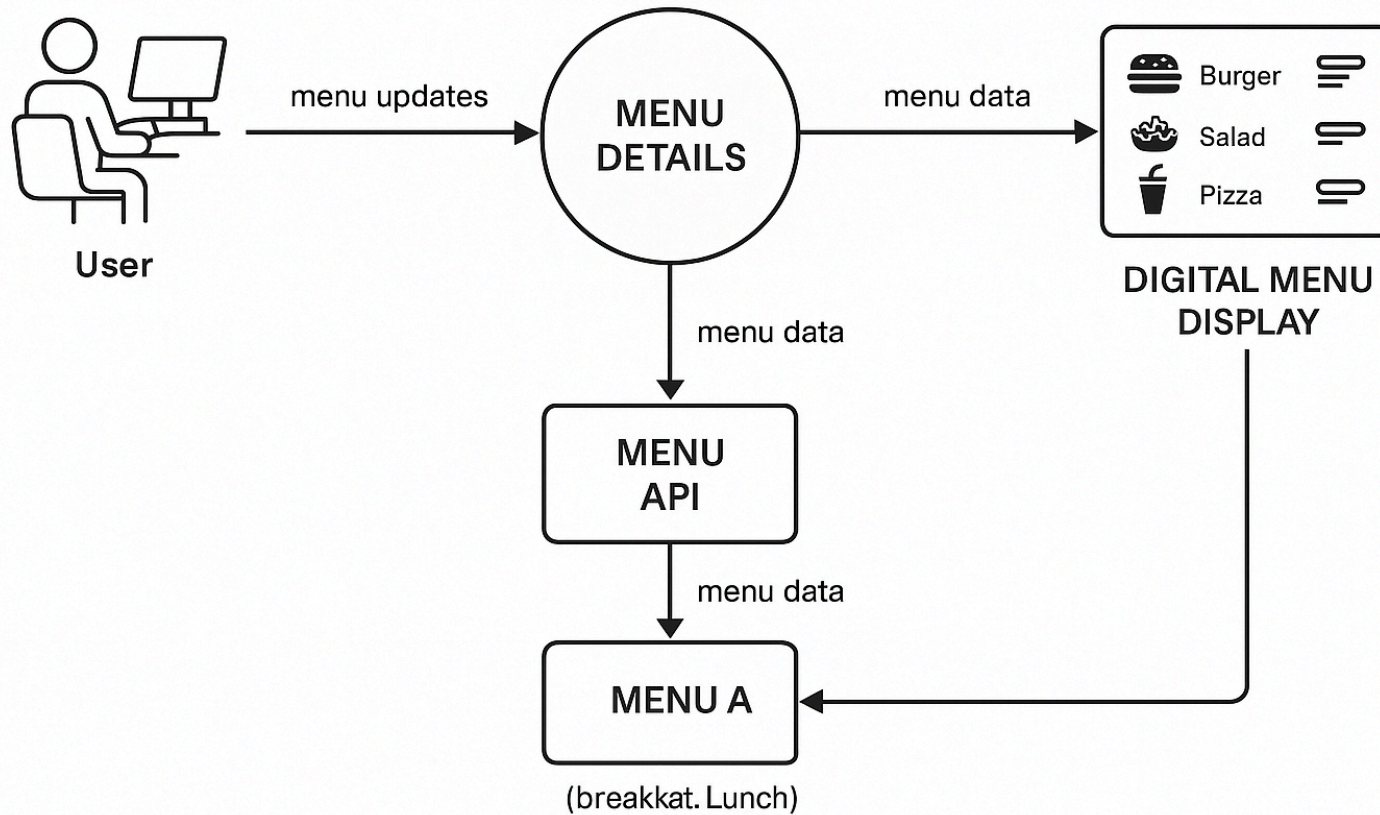 menu updates
MENU
DETAILS
menu data
Burger
Salad
Pizza
User
DIGITAL MENU
DISPLAY
menu data
MENU
API
menu data
MENU A
(breakkat. Lunch)